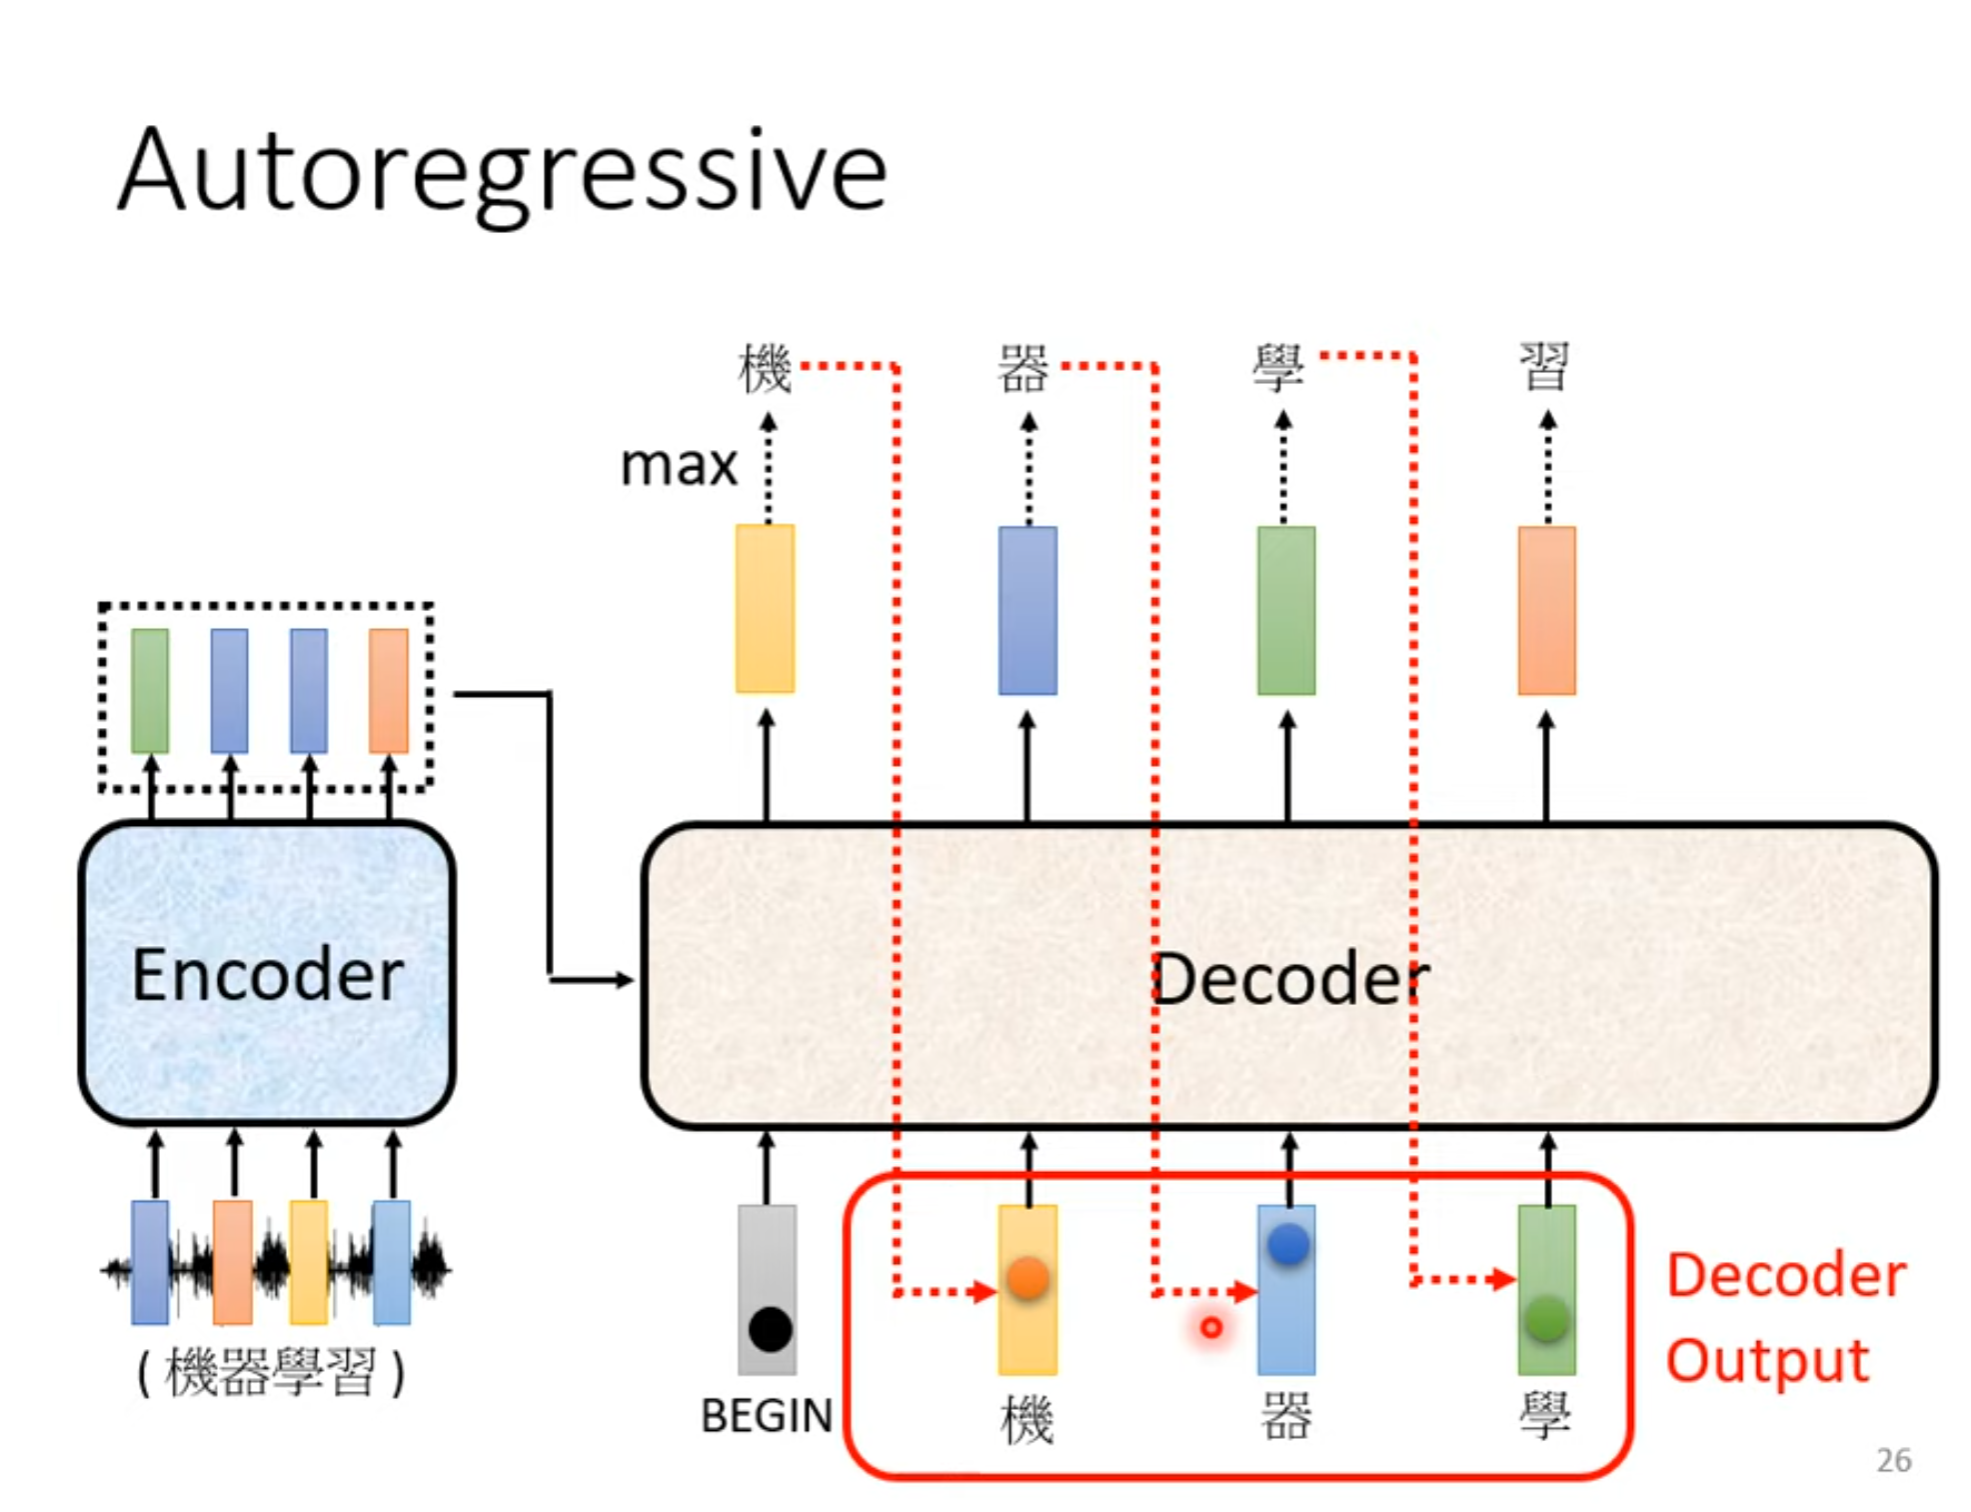 Autoregressive
機 器 學 習
max
Encoder
Decoder
(機器學習)
BEGIN
機 器 學
Decoder
Output
26